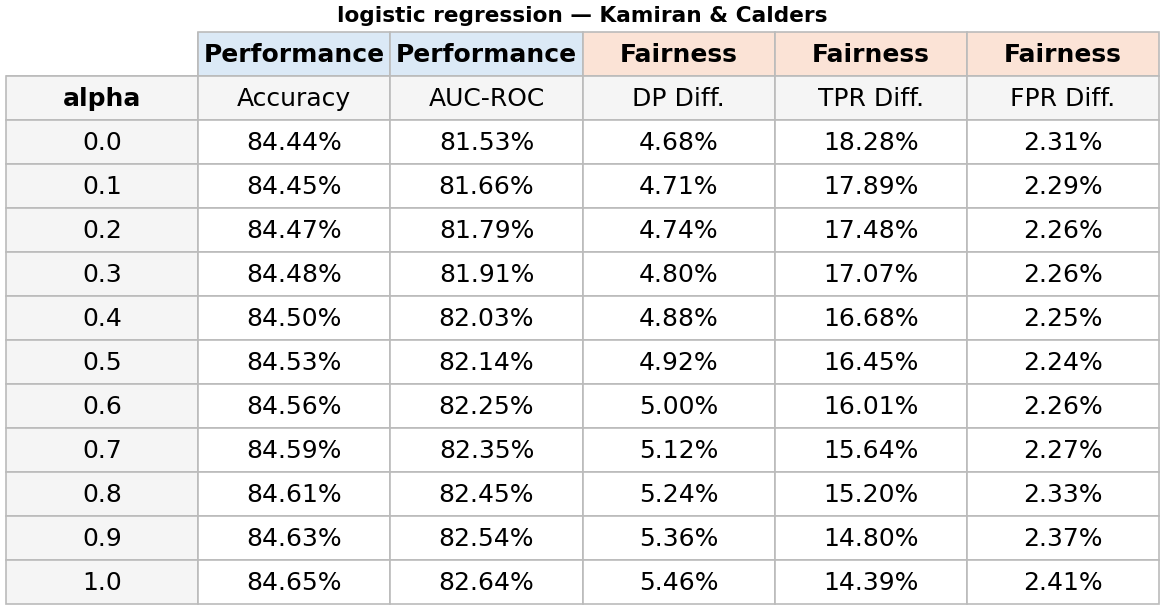 logistic regression — Kamiran & Calders
Performance Performance Fairness Fairness Fairness
alpha Accuracy AUC-ROC DP Diff. TPR Diff. FPR Diff.
0.0 84.44% 81.53% 4.68% 18.28% 2.31%
0.1 84.45% 81.66% 4.71% 17.89% 2.29%
0.2 84.47% 81.79% 4.74% 17.48% 2.26%
0.3 84.48% 81.91% 4.80% 17.07% 2.26%
0.4 84.50% 82.03% 4.88% 16.68% 2.25%
0.5 84.53% 82.14% 4.92% 16.45% 2.24%
0.6 84.56% 82.25% 5.00% 16.01% 2.26%
0.7 84.59% 82.35% 5.12% 15.64% 2.27%
0.8 84.61% 82.45% 5.24% 15.20% 2.33%
0.9 84.63% 82.54% 5.36% 14.80% 2.37%
1.0 84.65% 82.64% 5.46% 14.39% 2.41%